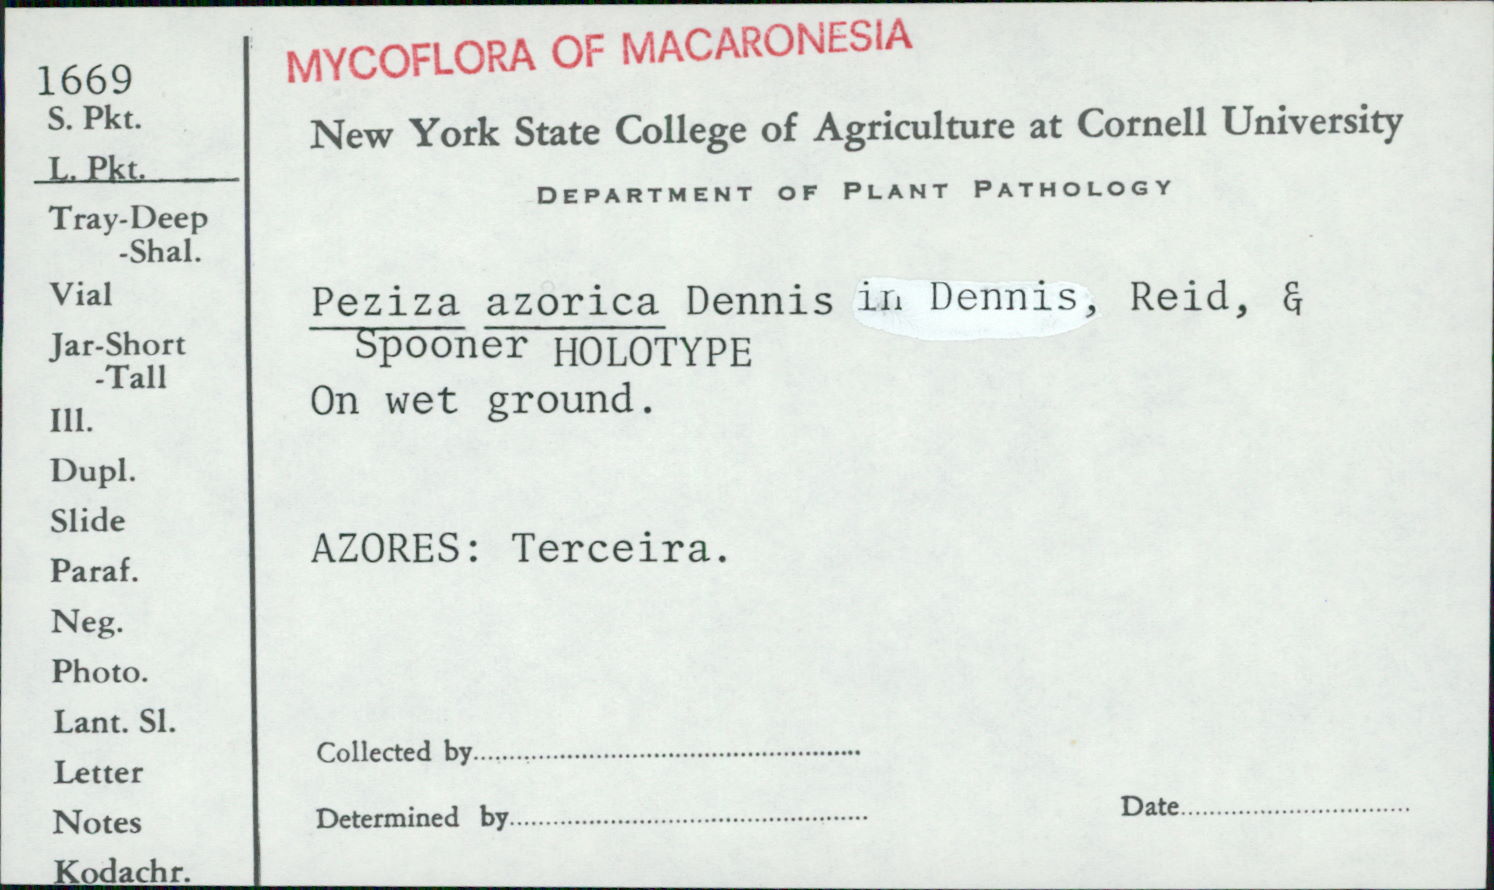 MYCOFLORA OF MACARONESIA
1669
S. Pkt.
L. Pkt.
Tray-Deep
-Shal.
Vial
Jar-Short
-Tall
Ill.
Dupl.
Slide
Paraf.
Neg.
Photo.
Lant. Sl.
Letter
Notes
Kodachr.
New York State College of Agriculture at Cornell University
DEPARTMENT OF PLANT PATHOLOGY
Peziza azorica Dennis in Dennis, Reid, &
Spooner HOLOTYPE
On wet ground.
AZORES: Terceira.
Collected by
Determined by
Date